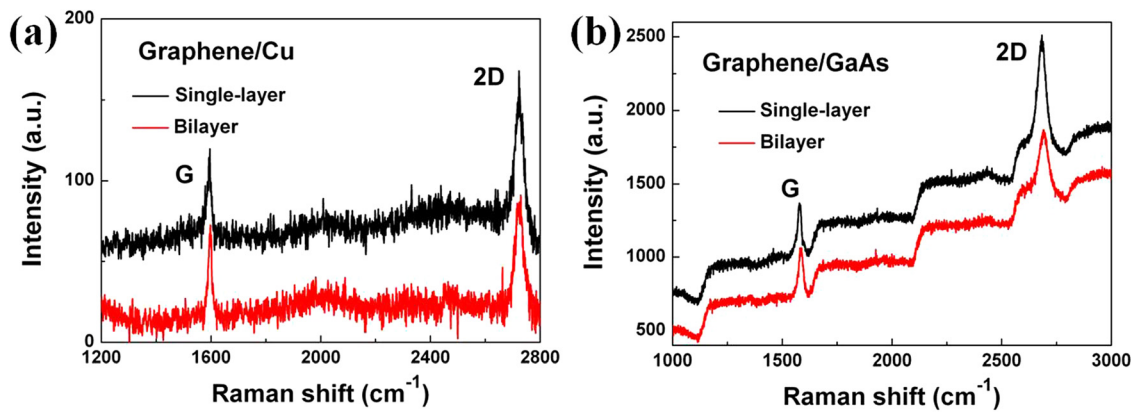 (a)
200
100
0
Intensity (a.u.)
Graphene/Cu
Single-layer
Bilayer
G
2D
1200 1600 2000 2400 2800
Raman shift (cm⁻¹)
(b)
2500
2000
1500
1000
500
Intensity (a.u.)
Graphene/GaAs
Single-layer
Bilayer
G
2D
1000 1500 2000 2500 3000
Raman shift (cm⁻¹)